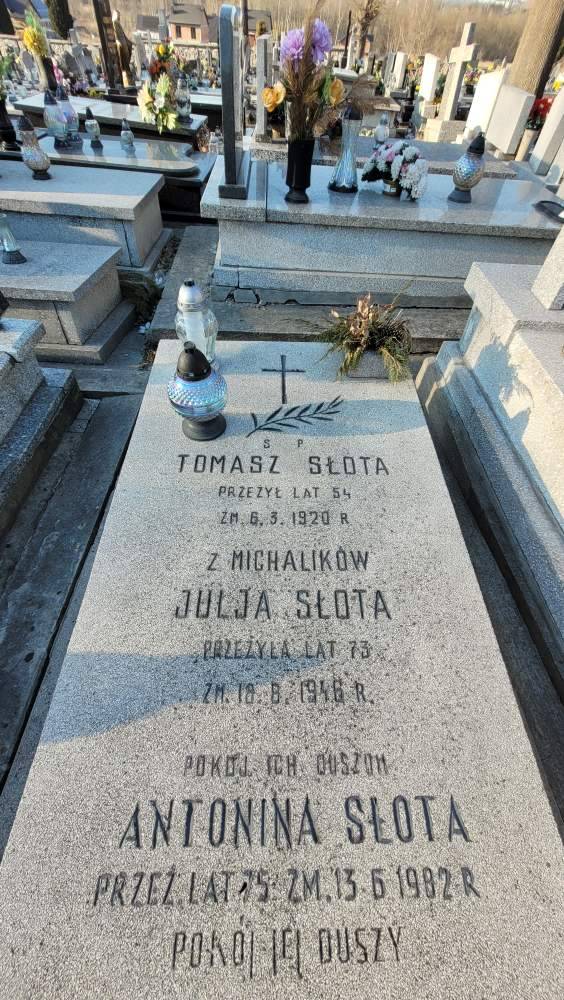 S P
TOMASZ SŁOTA
PRZEŻYŁ LAT 54
ZM. 6.3.1920 R
Z MICHALIKÓW
JULJA SŁOTA
PRZEŻYŁA LAT 73
ZM. 18.8.1946 R.
POKÓJ ICH DUSZOM
ANTONINA SŁOTA
PRZEŻ. LAT 75 ZM. 13 6 1982 R
POKÓJ JEJ DUSZY